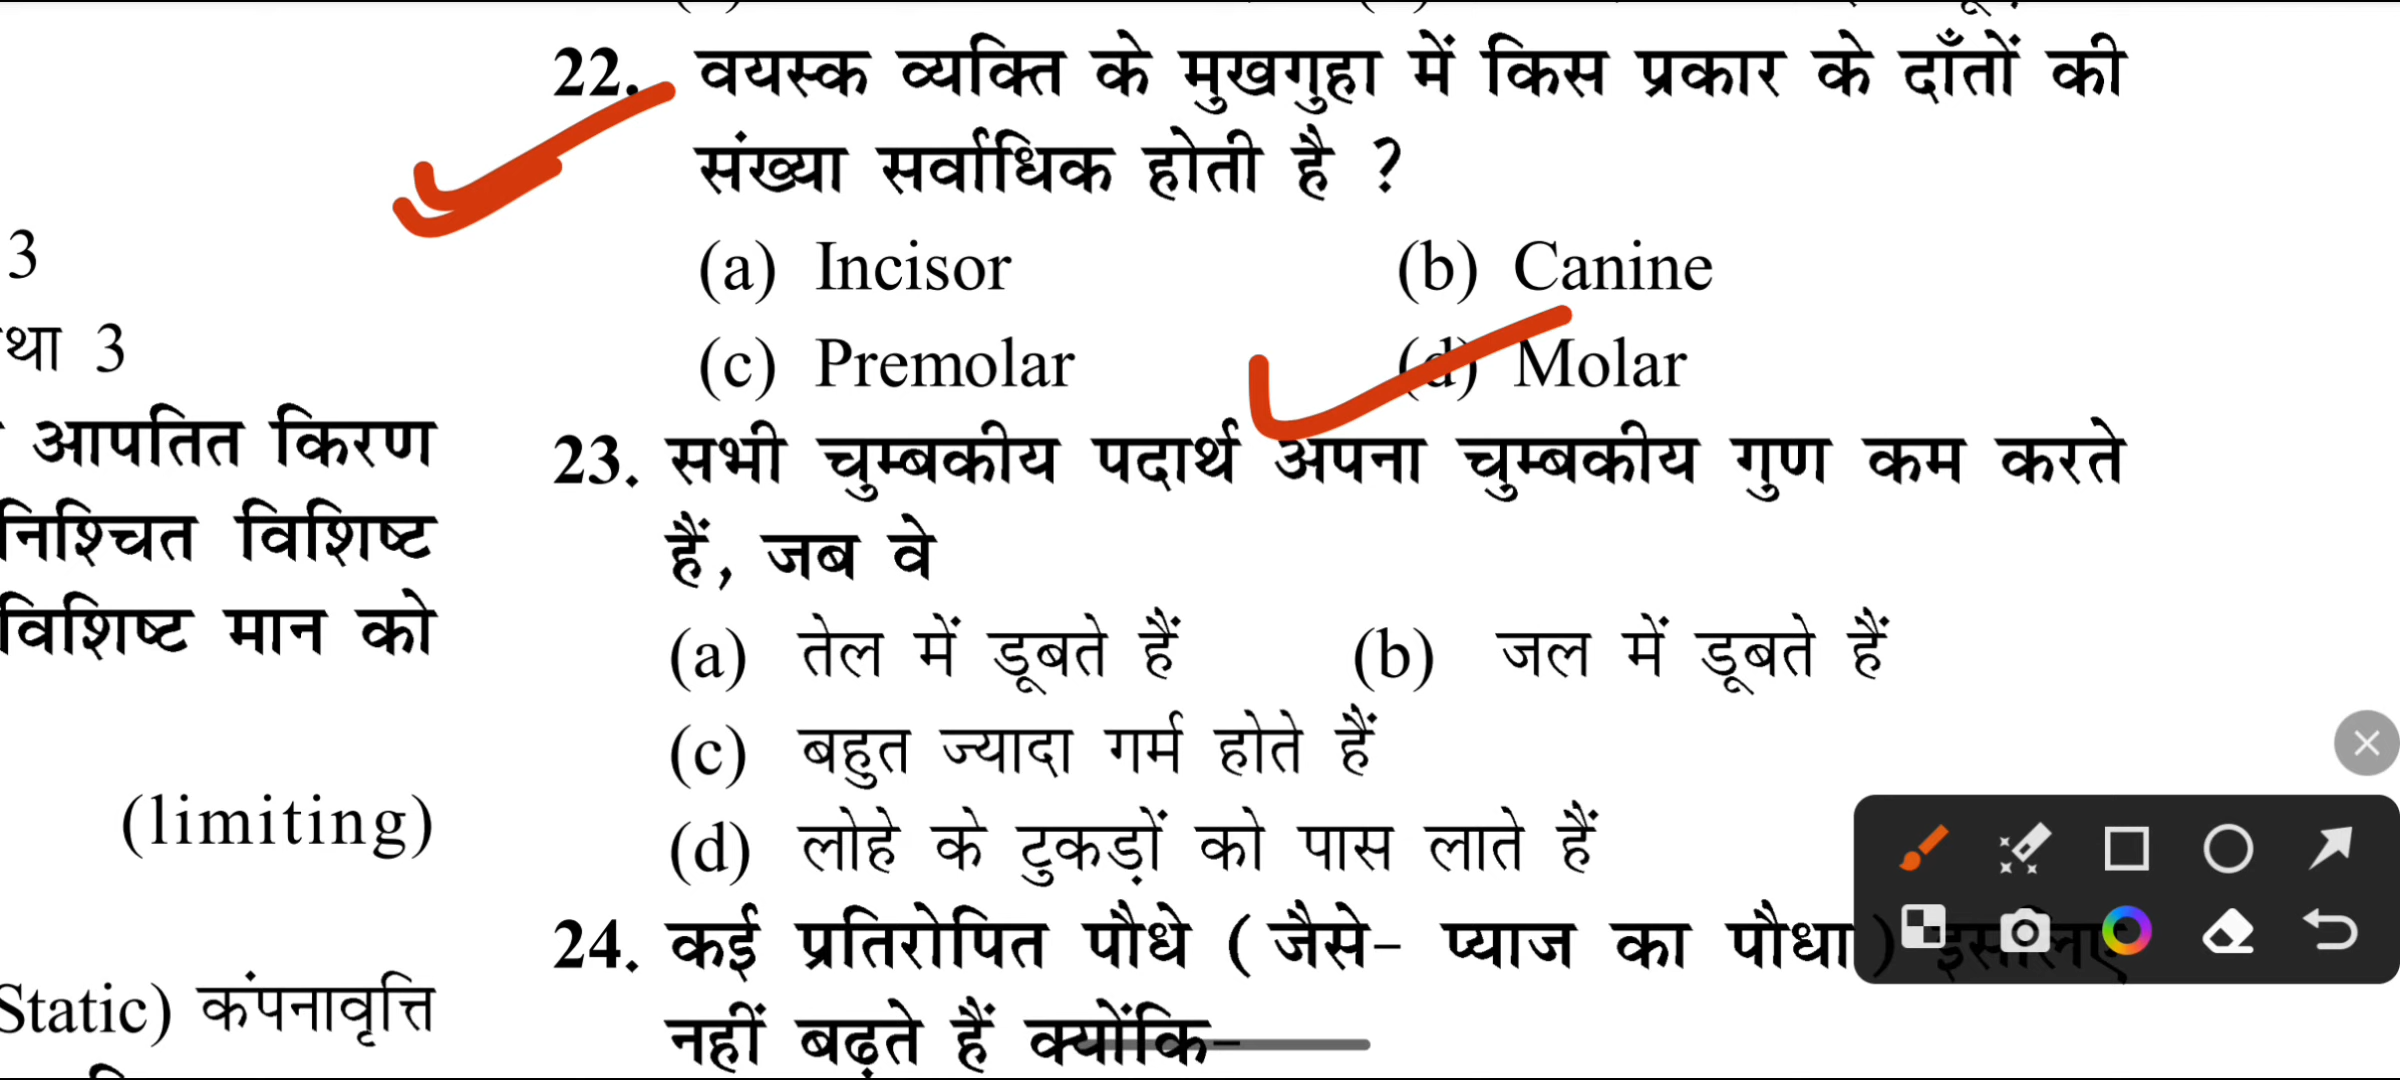 3
था 3
आपतित किरण
निश्चित विशिष्ट
विशिष्ट मान को
(limiting)
Static) कंपनावृत्ति
22. वयस्क व्यक्ति के मुखगुहा में किस प्रकार के दाँतों की
संख्या सर्वाधिक होती है ?
(a) Incisor (b) Canine
(c) Premolar (d) Molar
23. सभी चुम्बकीय पदार्थ अपना चुम्बकीय गुण कम करते
हैं, जब वे
(a) तेल में डूबते हैं (b) जल में डूबते हैं
(c) बहुत ज्यादा गर्म होते हैं
(d) लोहे के टुकड़ों को पास लाते हैं
24. कई प्रतिरोपित पौधे (जैसे- प्याज का पौधा) इसलिए
नहीं बढ़ते हैं क्योंकि-